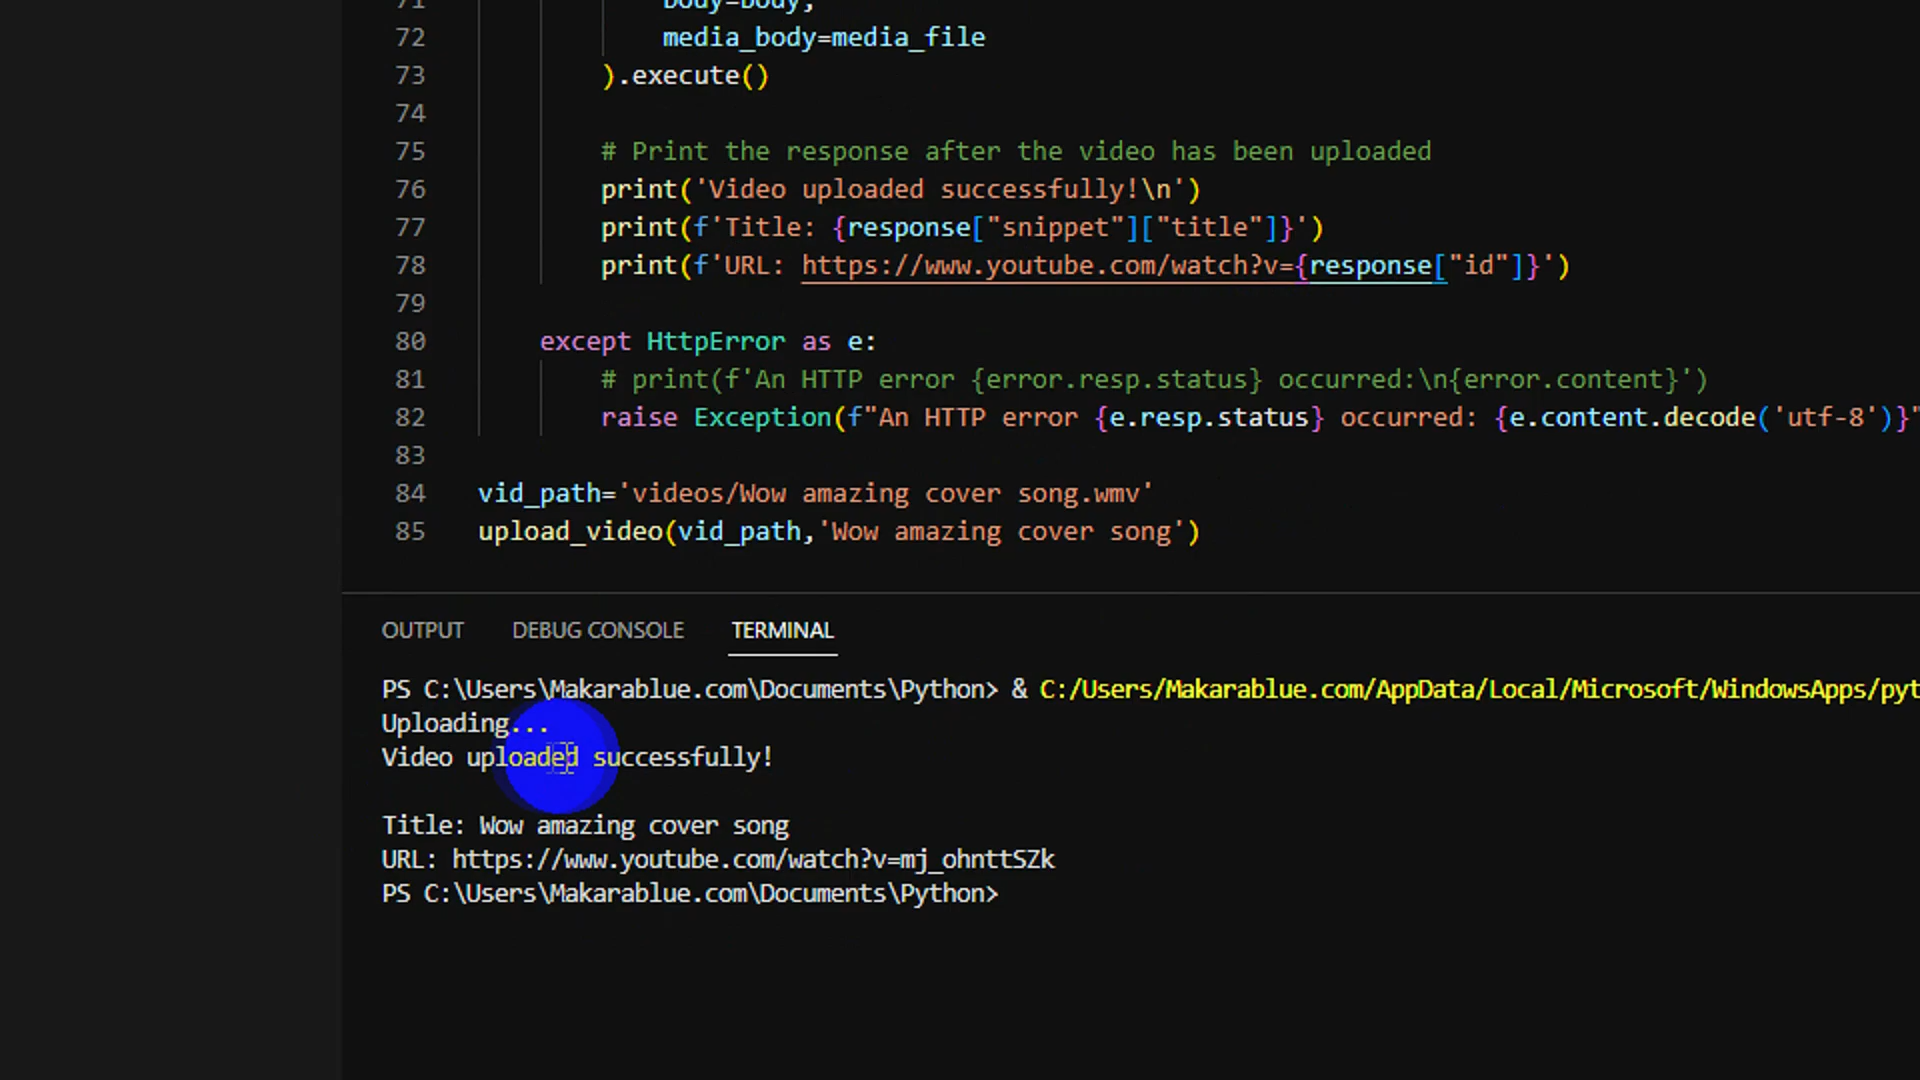 71 body=body,
72 media_body=media_file
73 ).execute()
74
75 # Print the response after the video has been uploaded
76 print('Video uploaded successfully!\n')
77 print(f'Title: {response["snippet"]["title"]}')
78 print(f'URL: https://www.youtube.com/watch?v={response["id"]}')
79
80 except HttpError as e:
81 # print(f'An HTTP error {error.resp.status} occurred:\n{error.content}')
82 raise Exception(f"An HTTP error {e.resp.status} occurred: {e.content.decode('utf-8')}"
83
84 vid_path='videos/Wow amazing cover song.wmv'
85 upload_video(vid_path,'Wow amazing cover song')
OUTPUT DEBUG CONSOLE TERMINAL
PS C:\Users\Makarablue.com\Documents\Python> & C:/Users/Makarablue.com/AppData/Local/Microsoft/WindowsApps/pyt
Uploading...
Video uploaded successfully!
Title: Wow amazing cover song
URL: https://www.youtube.com/watch?v=mj_ohnttSZk
PS C:\Users\Makarablue.com\Documents\Python>